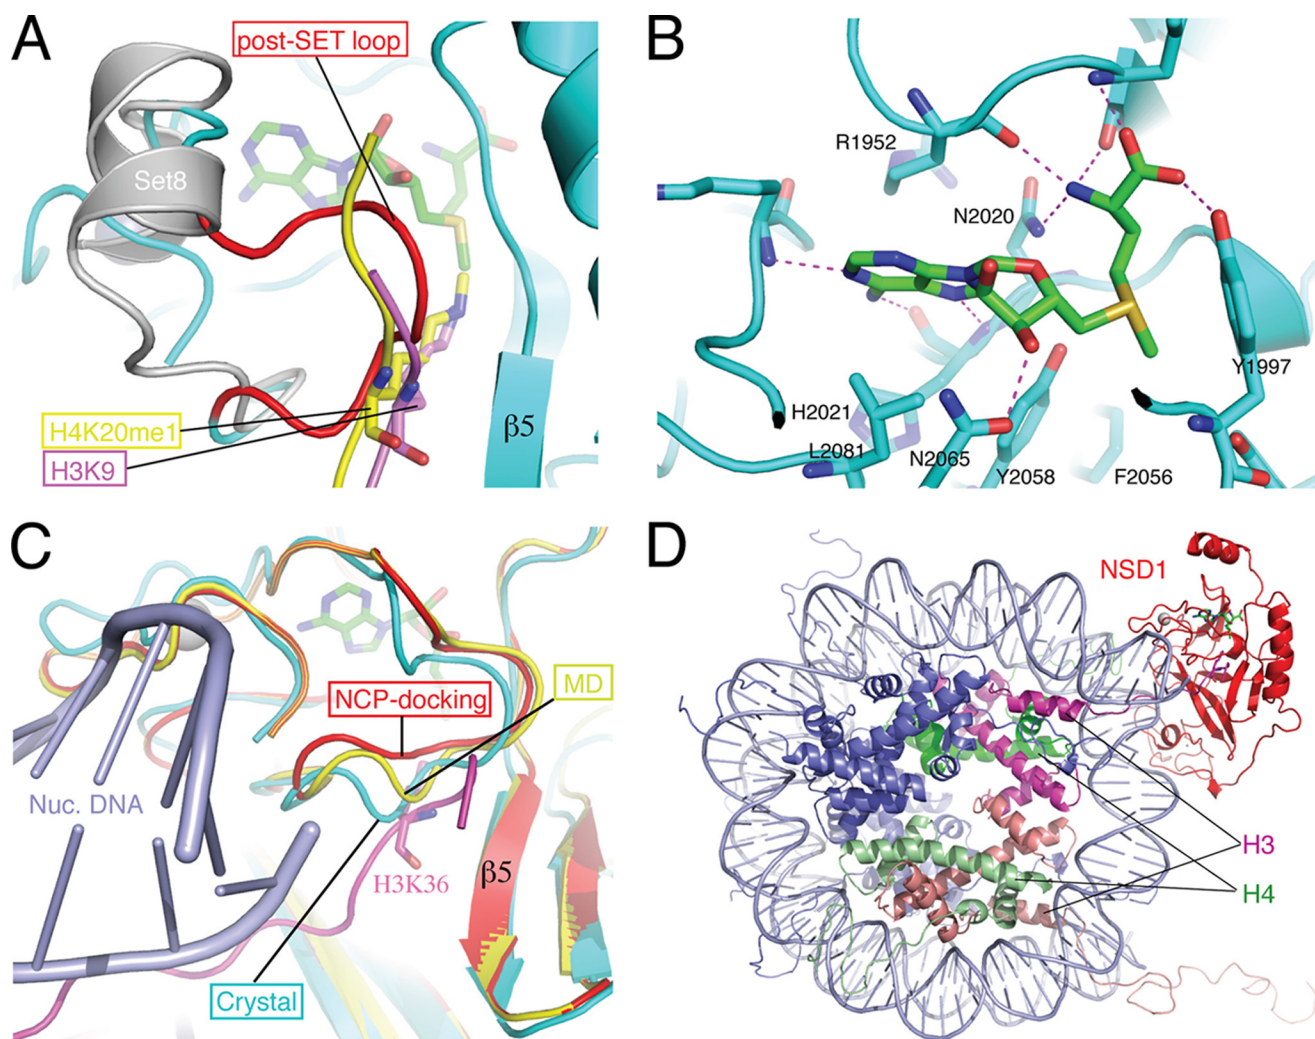 A
post-SET loop
Set8
H4K20me1
H3K9
β5
B
R1952
N2020
Y1997
H2021
L2081
N2065
Y2058
F2056
C
NCP-docking
MD
Nuc. DNA
H3K36
β5
Crystal
D
NSD1
H3
H4